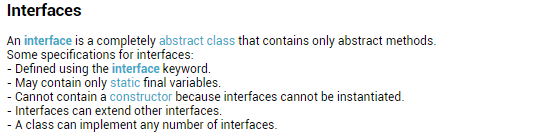 Interfaces
An interface is a completely abstract class that contains only abstract methods.
Some specifications for interfaces:
- Defined using the interface keyword.
- May contain only static final variables.
- Cannot contain a constructor because interfaces cannot be instantiated.
- Interfaces can extend other interfaces.
- A class can implement any number of interfaces.